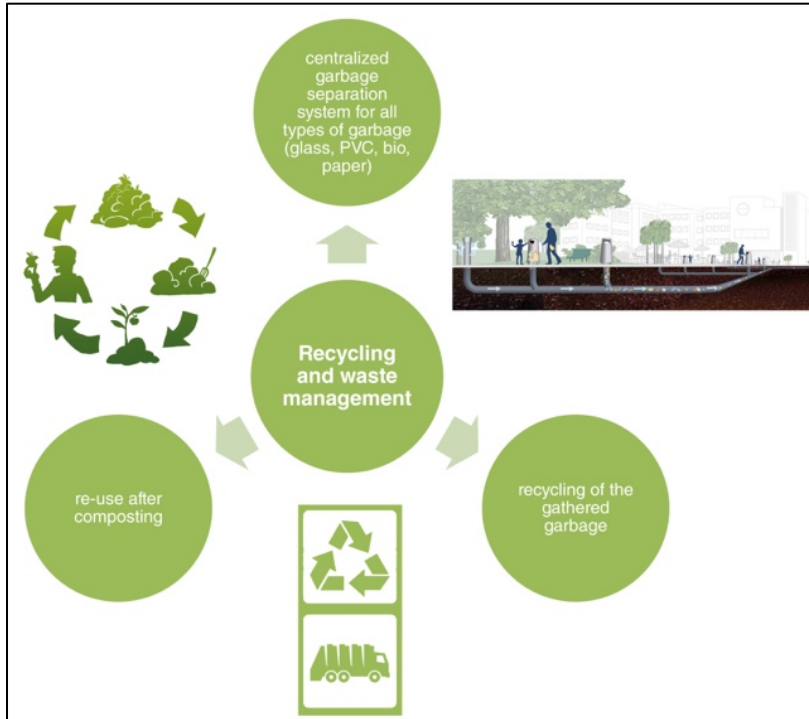 centralized
garbage
separation
system for all
types of garbage
(glass, PVC, bio,
paper)
Recycling
and waste
management
re-use after
composting
recycling of the
gathered
garbage